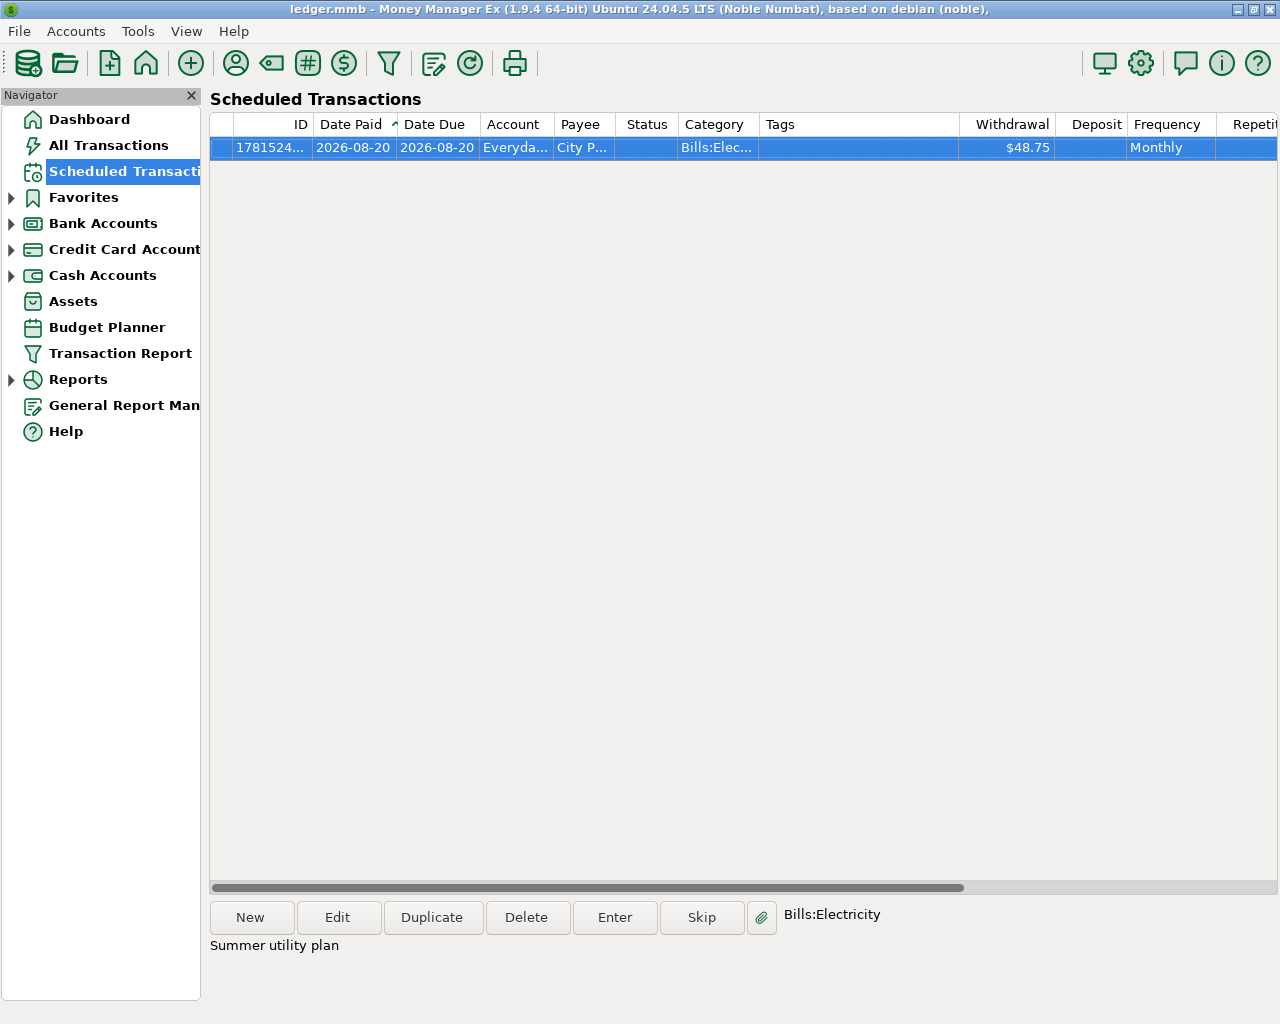 ledger.mmb - Money Manager Ex (1.9.4 64-bit) Ubuntu 24.04.5 LTS (Noble Numbat), based on debian (noble),
File Accounts Tools View Help
Navigator
Dashboard
All Transactions
Scheduled Transacti
Favorites
Bank Accounts
Credit Card Account
Cash Accounts
Assets
Budget Planner
Transaction Report
Reports
General Report Man
Help
Scheduled Transactions
ID Date Paid Date Due Account Payee Status Category Tags Withdrawal Deposit Frequency Repetit
1781524... 2026-08-20 2026-08-20 Everyda... City P... Bills:Elec... $48.75 Monthly
New Edit Duplicate Delete Enter Skip Bills:Electricity
Summer utility plan